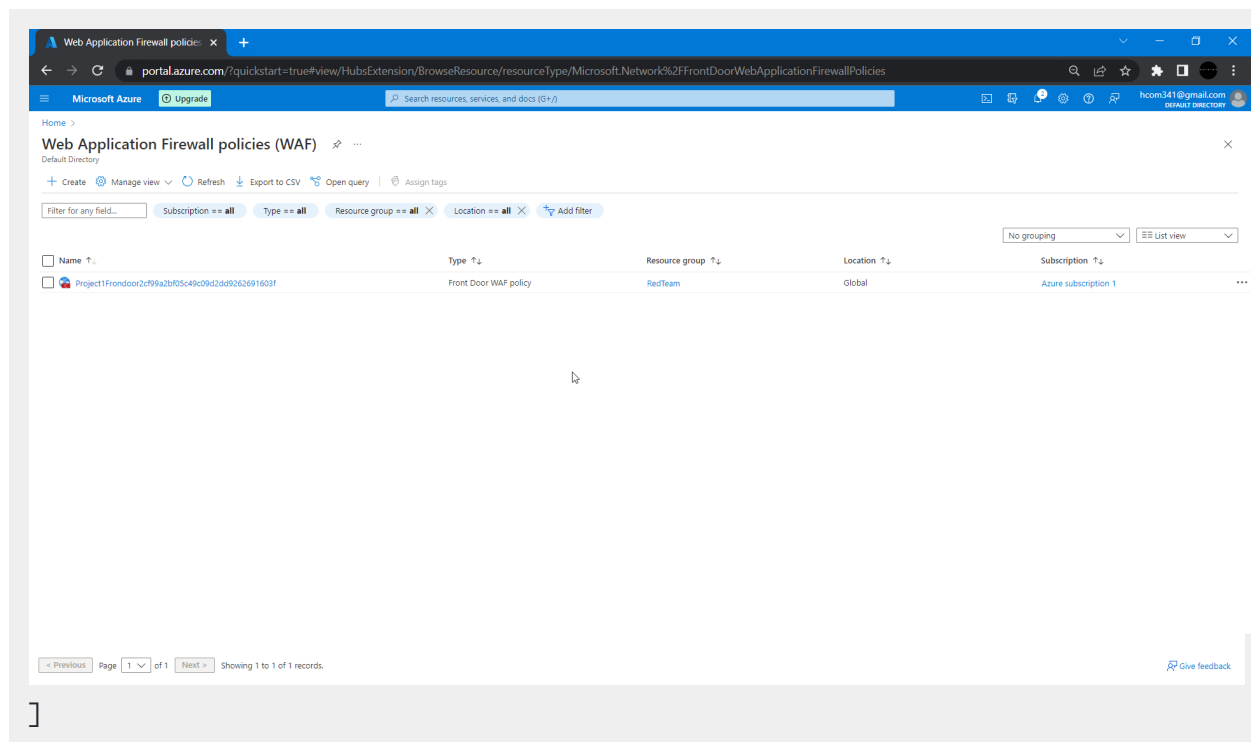 Web Application Firewall policies
portal.azure.com/?quickstart=true#view/HubsExtension/BrowseResource/resourceType/Microsoft.Network%2FFrontDoorWebApplicationFirewallPolicies
Microsoft Azure Upgrade Search resources, services, and docs (G+/) 2 hcom341@gmail.com
DEFAULT DIRECTORY
Home >
Web Application Firewall policies (WAF) ...
Default Directory
+ Create Manage view Refresh Export to CSV Open query | Assign tags
Filter for any field... Subscription == all Type == all Resource group == all Location == all Add filter
No grouping List view
Name ↑↓ Type ↑↓ Resource group ↑↓ Location ↑↓ Subscription ↑↓
Project1Frondoor2cf99a2bf05c49c09d2dd9262691603f Front Door WAF policy RedTeam Global Azure subscription 1 ...
< Previous Page 1 of 1 Next > Showing 1 to 1 of 1 records. Give feedback
]